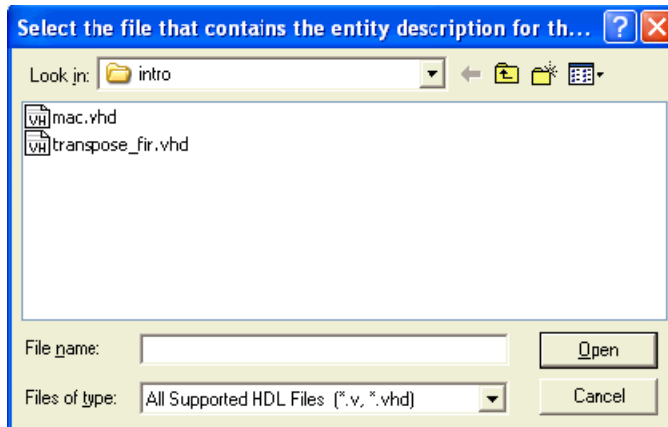 Select the file that contains the entity description for th...
Look in: intro
mac.vhd
transpose_fir.vhd
File name:
Open
Files of type: All Supported HDL Files (*.v, *.vhd)
Cancel